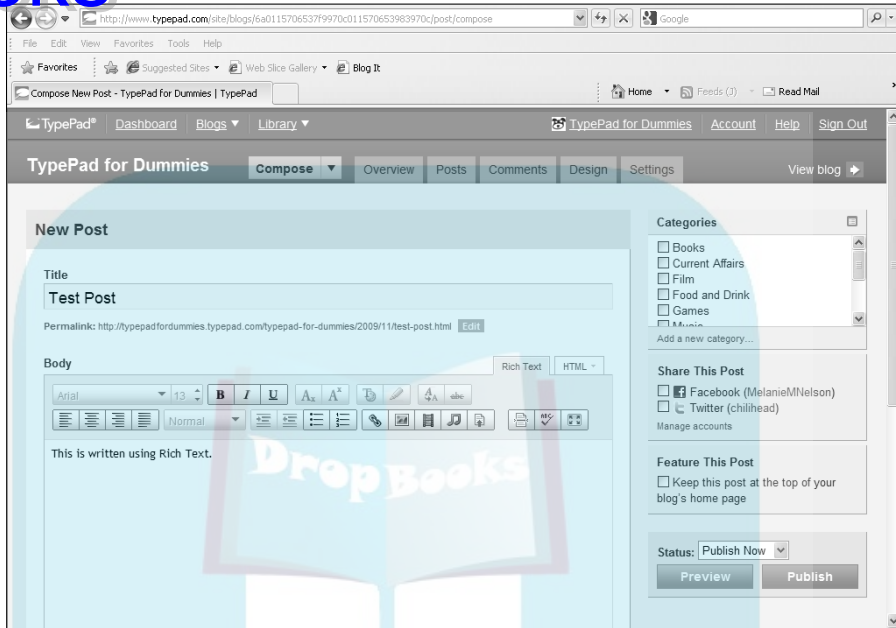 http://www.typepad.com/site/blogs/6a0115706537f9970c011570653983970c/post/compose
Google
File Edit View Favorites Tools Help
Favorites Suggested Sites Web Slice Gallery Blog It
Compose New Post - TypePad for Dummies | TypePad
Home Feeds (J) Read Mail
TypePad® Dashboard Blogs Library TypePad for Dummies Account Help Sign Out
TypePad for Dummies Compose Overview Posts Comments Design Settings View blog
New Post
Title
Test Post
Permalink: http://typepadfordummies.typepad.com/typepad-for-dummies/2009/11/test-post.html Edit
Body Rich Text HTML
Arial 13 B I U
Normal
This is written using Rich Text.
DropBooks
Categories
Books
Current Affairs
Film
Food and Drink
Games
Music
Add a new category...
Share This Post
Facebook (MelanieMNelson)
Twitter (chilihead)
Manage accounts
Feature This Post
Keep this post at the top of your
blog's home page
Status: Publish Now
Preview Publish